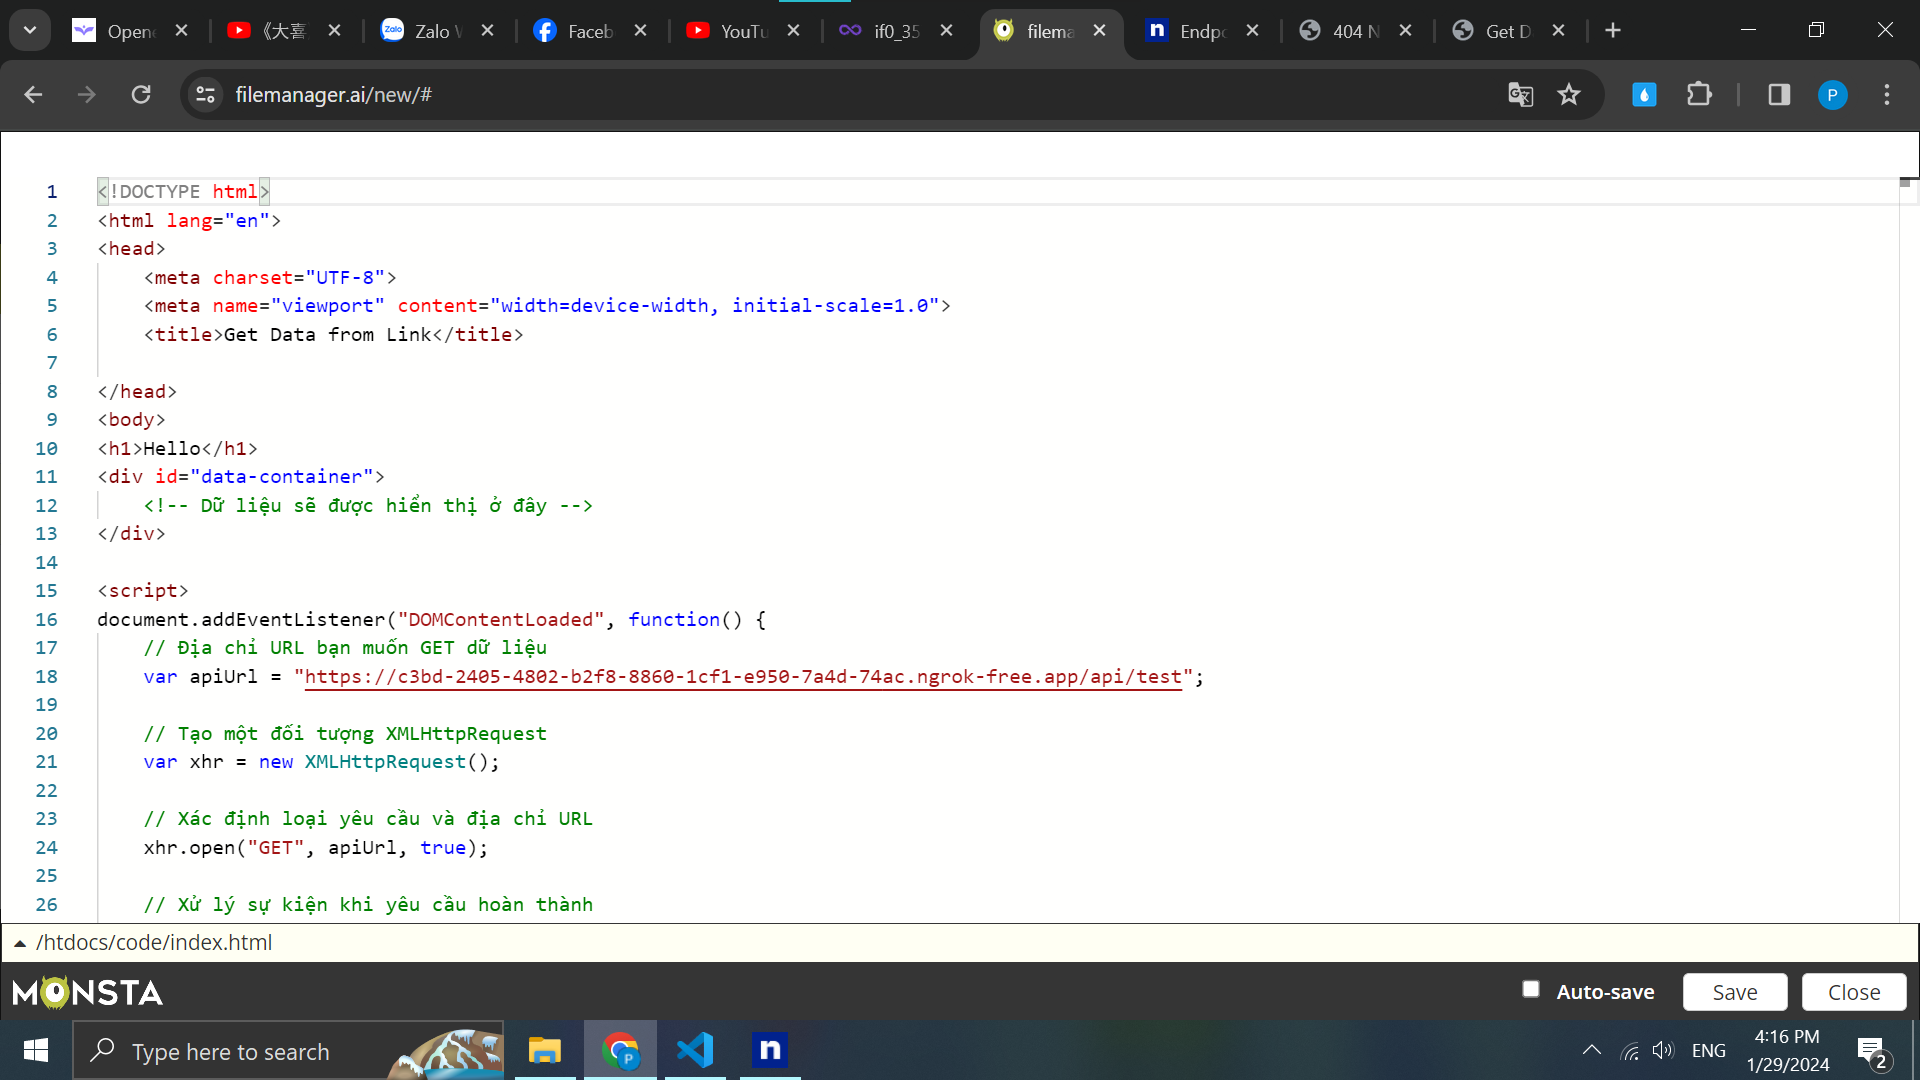 Opene
《大喜
Zalo W
Faceb
YouTu
if0_35
filema
Endpo
404 N
Get D
filemanager.ai/new/#
P
1 <!DOCTYPE html>
2 <html lang="en">
3 <head>
4 <meta charset="UTF-8">
5 <meta name="viewport" content="width=device-width, initial-scale=1.0">
6 <title>Get Data from Link</title>
7
8 </head>
9 <body>
10 <h1>Hello</h1>
11 <div id="data-container">
12 <!-- Dữ liệu sẽ được hiển thị ở đây -->
13 </div>
14
15 <script>
16 document.addEventListener("DOMContentLoaded", function() {
17 // Địa chỉ URL bạn muốn GET dữ liệu
18 var apiUrl = "https://c3bd-2405-4802-b2f8-8860-1cf1-e950-7a4d-74ac.ngrok-free.app/api/test";
19
20 // Tạo một đối tượng XMLHttpRequest
21 var xhr = new XMLHttpRequest();
22
23 // Xác định loại yêu cầu và địa chỉ URL
24 xhr.open("GET", apiUrl, true);
25
26 // Xử lý sự kiện khi yêu cầu hoàn thành
/htdocs/code/index.html
MONSTA
Auto-save
Save
Close
Type here to search
P
n
ENG
4:16 PM
1/29/2024
2